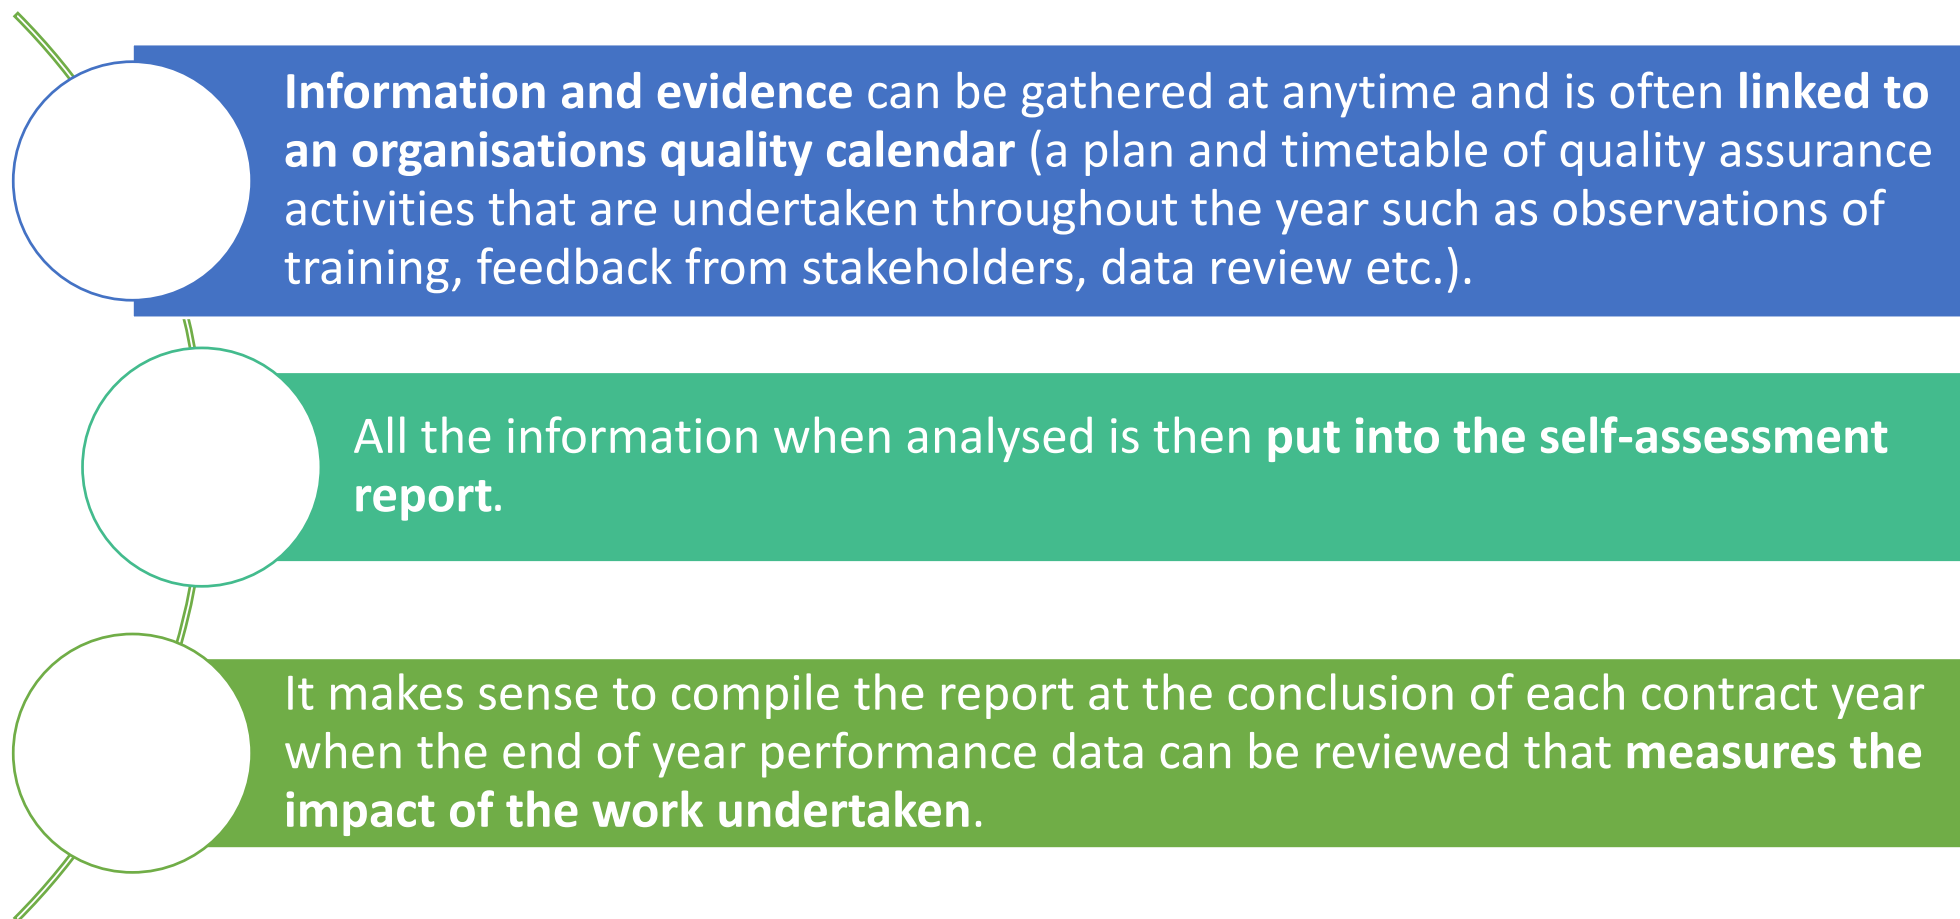 Information and evidence can be gathered at anytime and is often linked to
an organisations quality calendar (a plan and timetable of quality assurance
activities that are undertaken throughout the year such as observations of
training, feedback from stakeholders, data review etc.).
All the information when analysed is then put into the self-assessment
report.
It makes sense to compile the report at the conclusion of each contract year
when the end of year performance data can be reviewed that measures the
impact of the work undertaken.